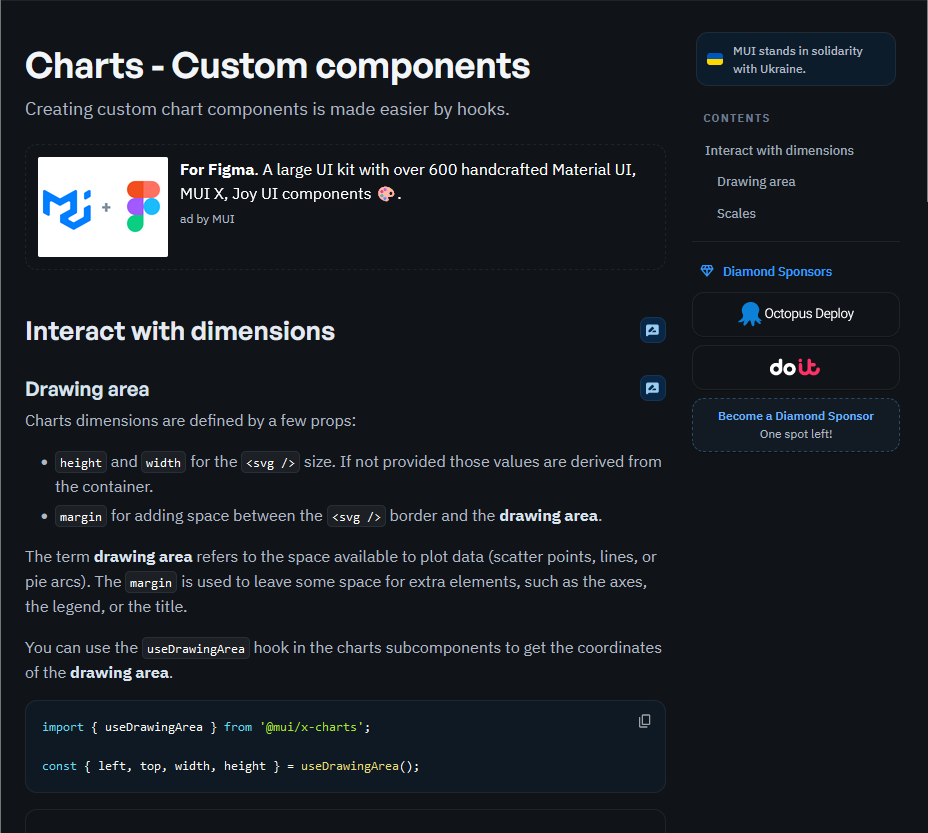 Charts - Custom components
Creating custom chart components is made easier by hooks.
For Figma. A large UI kit with over 600 handcrafted Material UI,
MUI X, Joy UI components 🎨.
ad by MUI
+
Interact with dimensions
Drawing area
Charts dimensions are defined by a few props:
• height and width for the <svg /> size. If not provided those values are derived from
the container.
• margin for adding space between the <svg /> border and the drawing area.
The term drawing area refers to the space available to plot data (scatter points, lines, or
pie arcs). The margin is used to leave some space for extra elements, such as the axes,
the legend, or the title.
You can use the useDrawingArea hook in the charts subcomponents to get the coordinates
of the drawing area.
import { useDrawingArea } from '@mui/x-charts';
const { left, top, width, height } = useDrawingArea();
MUI stands in solidarity
with Ukraine.
CONTENTS
Interact with dimensions
Drawing area
Scales
Diamond Sponsors
Octopus Deploy
doit
Become a Diamond Sponsor
One spot left!